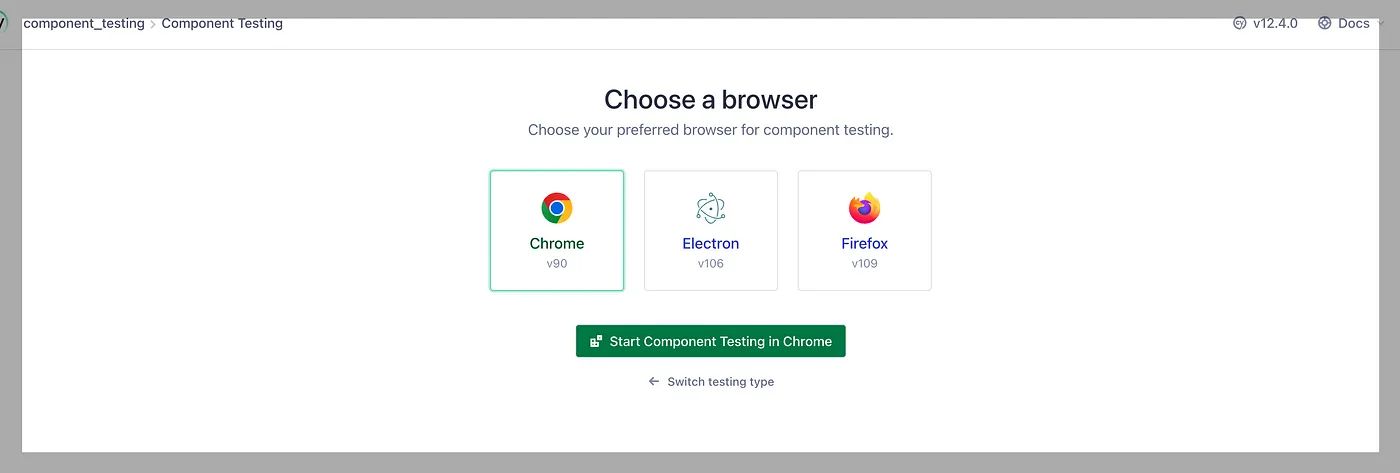 component_testing > Component Testing
v12.4.0 Docs
Choose a browser
Choose your preferred browser for component testing.
Chrome Electron Firefox
v90 v106 v109
Start Component Testing in Chrome
← Switch testing type